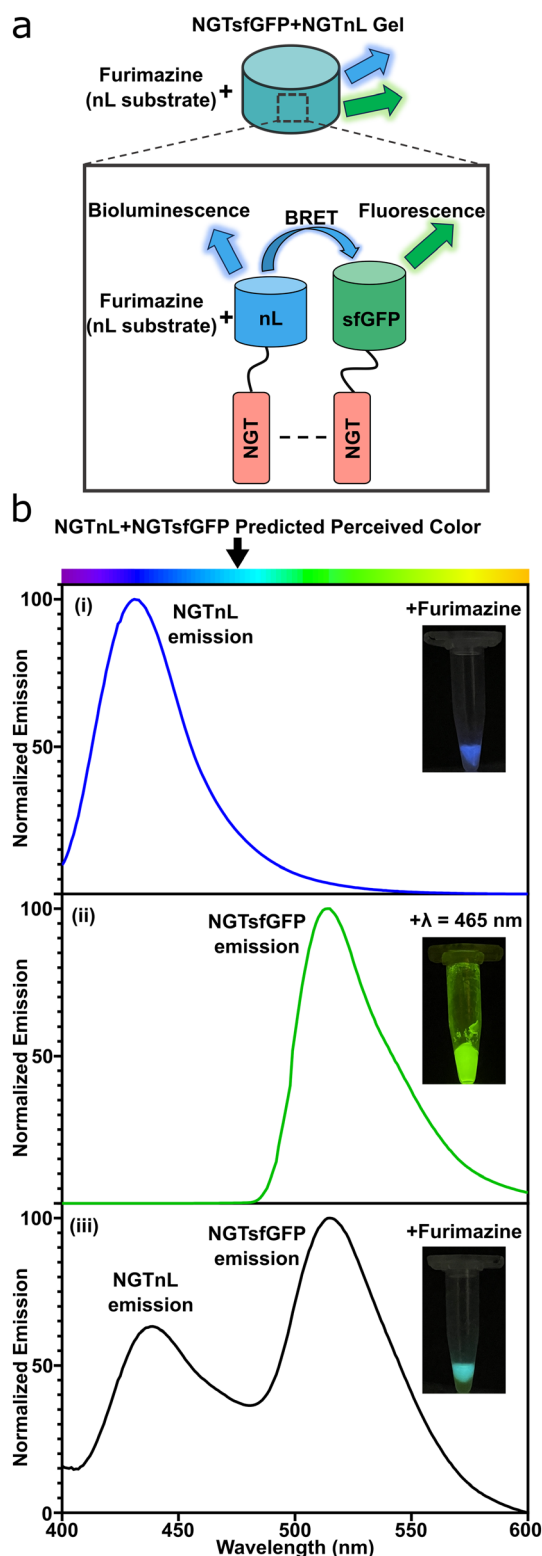 a
NGTsfGFP+NGTnL Gel
Furimazine
(nL substrate) +
Bioluminescence
BRET
Fluorescence
Furimazine
(nL substrate) +
nL
sfGFP
NGT
NGT
b
NGTnL+NGTsfGFP Predicted Perceived Color
(i)
NGTnL
emission
+Furimazine
100
50
Normalized Emission
(ii)
NGTsfGFP
emission
+λ = 465 nm
100
50
Normalized Emission
(iii)
NGTnL
emission
NGTsfGFP
emission
+Furimazine
100
50
0
Normalized Emission
400
450
500
550
600
Wavelength (nm)